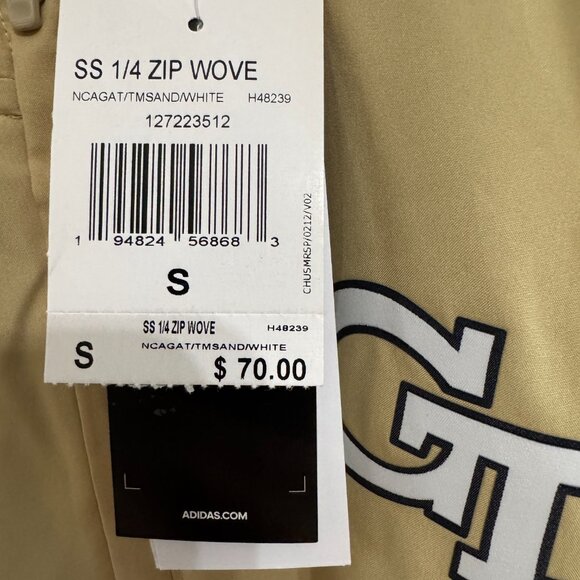 SS 1/4 ZIP WOVE
NCAGAT/TMSAND/WHITE H48239
127223512
1 94824 56868 3
CHUSMRSP/0212/V02
S
SS 1/4 ZIP WOVE H48239
NCAGAT/TMSAND/WHITE
S $ 70.00
ADIDAS.COM
GT